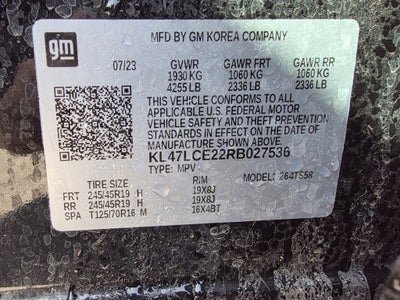 gm
MFD BY GM KOREA COMPANY
07/23 GVWR GAWR FRT GAWR RR
1930 KG 1060 KG 1060 KG
4255 LB 2336 LB 2336 LB
THIS VEHICLE CONFORMS TO ALL
APPLICABLE U.S. FEDERAL MOTOR
VEHICLE SAFETY AND THEFT
PREVENTION STANDARDS IN EFFECT ON
THE DATE OF MANUFACTURE SHOWN ABOVE.
KL47LCE22RB027536
TYPE: MPV
TIRE SIZE RIM 264TS58
FRT 245/45R19 H 19X8J
RR 245/45R19 H 19X8J
SPA T125/70R16 M 16X4BT